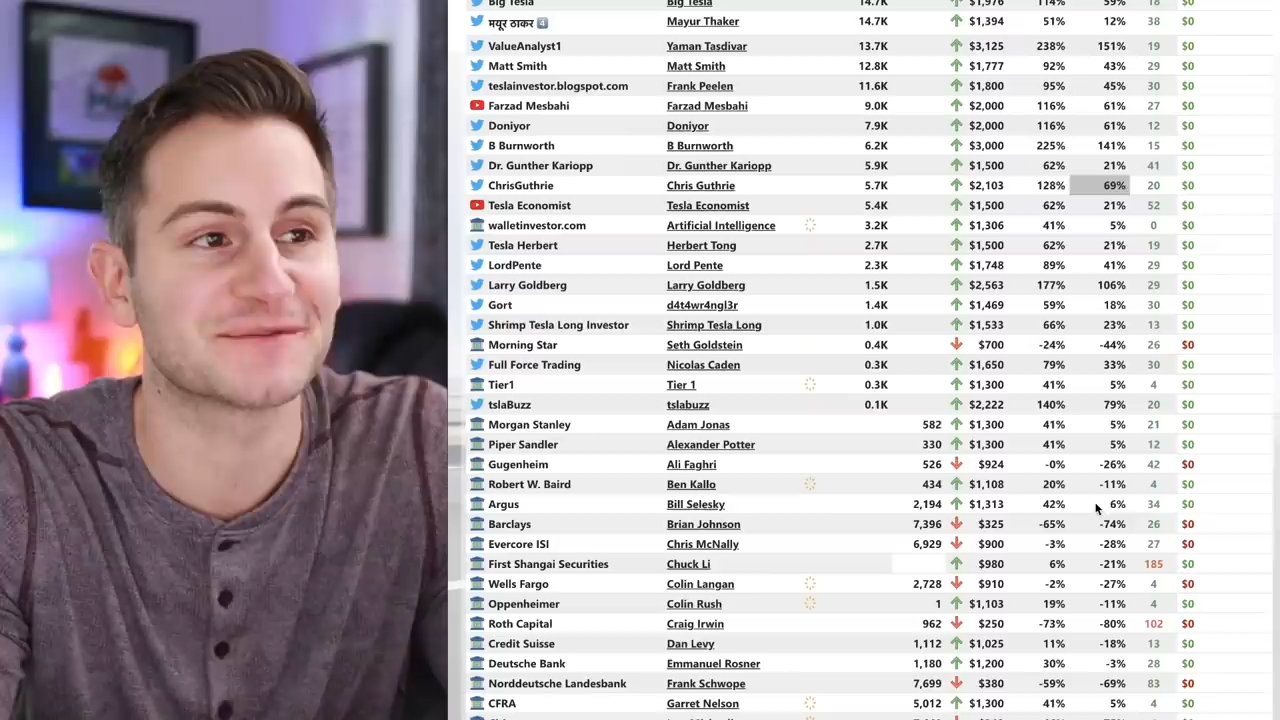 Big Tesla Big Tesla 14.7K $1,976 114% 59% 18 $0
मयूर ठाकर 4 Mayur Thaker 14.7K $1,394 51% 12% 38 $0
ValueAnalyst1 Yaman Tasdivar 13.7K $3,125 238% 151% 19 $0
Matt Smith Matt Smith 12.8K $1,777 92% 43% 29 $0
teslainvestor.blogspot.com Frank Peelen 11.6K $1,800 95% 45% 30 $0
Farzad Mesbahi Farzad Mesbahi 9.0K $2,000 116% 61% 27 $0
Doniyor Doniyor 7.9K $2,000 116% 61% 12 $0
B Burnworth B Burnworth 6.2K $3,000 225% 141% 15 $0
Dr. Gunther Kariopp Dr. Gunther Kariopp 5.9K $1,500 62% 21% 41 $0
ChrisGuthrie Chris Guthrie 5.7K $2,103 128% 69% 20 $0
Tesla Economist Tesla Economist 5.4K $1,500 62% 21% 52 $0
walletinvestor.com Artificial Intelligence 3.2K $1,306 41% 5% 0 $0
Tesla Herbert Herbert Tong 2.7K $1,500 62% 21% 19 $0
LordPente Lord Pente 2.3K $1,748 89% 41% 29 $0
Larry Goldberg Larry Goldberg 1.5K $2,563 177% 106% 29 $0
Gort d4t4wr4ngl3r 1.4K $1,469 59% 18% 30 $0
Shrimp Tesla Long Investor Shrimp Tesla Long 1.0K $1,533 66% 23% 13 $0
Morning Star Seth Goldstein 0.4K $700 -24% -44% 26 $0
Full Force Trading Nicolas Caden 0.3K $1,650 79% 33% 30 $0
Tier1 Tier 1 0.3K $1,300 41% 5% 4 $0
tslaBuzz tslabuzz 0.1K $2,222 140% 79% 20 $0
Morgan Stanley Adam Jonas 582 $1,300 41% 5% 21 $0
Piper Sandler Alexander Potter 330 $1,300 41% 5% 12 $0
Gugenheim Ali Faghri 526 $924 -0% -26% 42 $0
Robert W. Baird Ben Kallo 434 $1,108 20% -11% 4 $0
Argus Bill Selesky 2,194 $1,313 42% 6% 34 $0
Barclays Brian Johnson 7,396 $325 -65% -74% 26 $0
Evercore ISI Chris McNally 6,929 $900 -3% -28% 27 $0
First Shangai Securities Chuck Li $980 6% -21% 185 $0
Wells Fargo Colin Langan 2,728 $910 -2% -27% 4 $0
Oppenheimer Colin Rush 1 $1,103 19% -11% 4 $0
Roth Capital Craig Irwin 962 $250 -73% -80% 102 $0
Credit Suisse Dan Levy 1,112 $1,025 11% -18% 13 $0
Deutsche Bank Emmanuel Rosner 1,180 $1,200 30% -3% 28 $0
Norddeutsche Landesbank Frank Schwope 7,699 $380 -59% -69% 83 $0
CFRA Garret Nelson 5,012 $1,300 41% 5% 4 $0